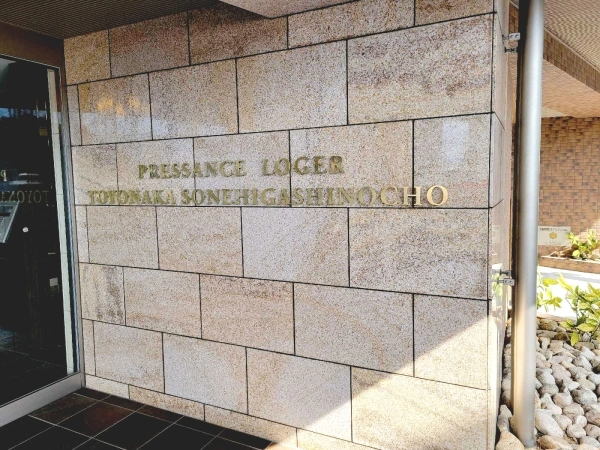 PRESSANCE LOGER
TOYONAKA SONEHIGASHINOCHO